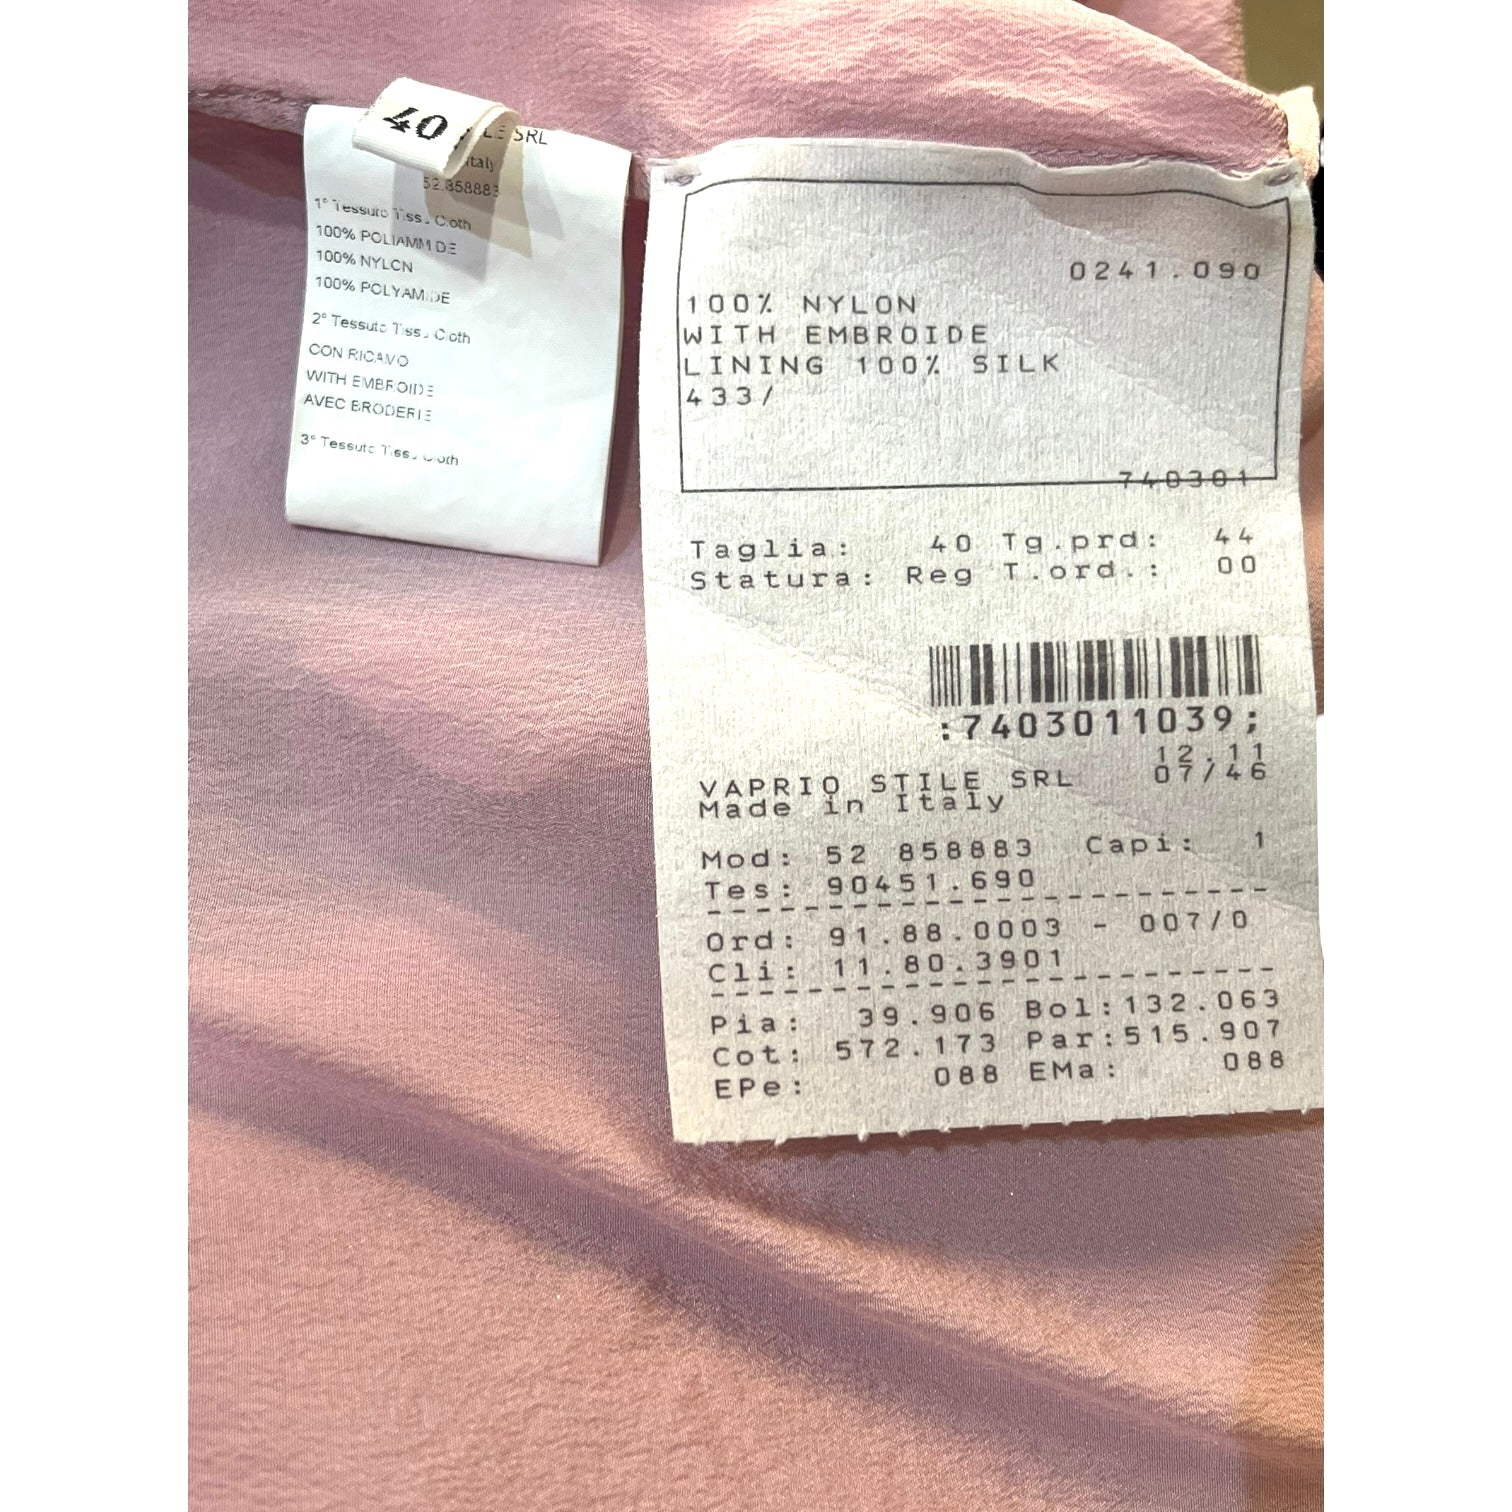 40
SRL
Italy
52.858883
1° Tessuto Tissu Cloth
100% POLIAMMIDE
100% NYLON
100% POLYAMIDE
2° Tessuto Tissu Cloth
CON RICAMO
WITH EMBROIDE
AVEC BRODERIE
3° Tessuto Tissu Cloth
0241.090
100% NYLON
WITH EMBROIDE
LINING 100% SILK
433/
740301
Taglia: 40 Tg.prd: 44
Statura: Reg T.ord.: 00
:7403011039;
12.11
07/46
VAPRIO STILE SRL
Made in Italy
Mod: 52 858883 Capi: 1
Tes: 90451.690
Ord: 91.88.0003 - 007/0
Cli: 11.80.3901
Pia: 39.906 Bol:132.063
Cot: 572.173 Par:515.907
EPe: 088 EMa: 088